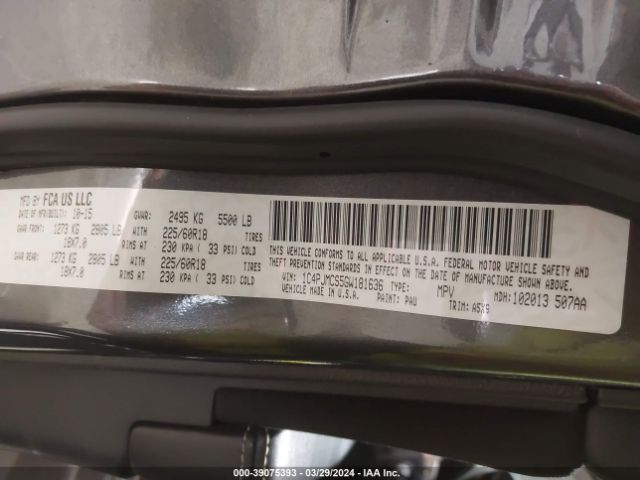 MFD BY FCA US LLC
DATE OF MFR(BUILT): 10-15 GVWR: 2495 KG 5500 LB
GAWR FRONT: 1273 KG 2805 LB 225/60R18 TIRES
18X7.0 RIMS AT 230 KPA ( 33 PSI) COLD
GAWR REAR: 1273 KG 2805 LB 225/60R18 TIRES
18X7.0 RIMS AT 230 KPA ( 33 PSI) COLD
THIS VEHICLE CONFORMS TO ALL APPLICABLE U.S.A. FEDERAL MOTOR VEHICLE SAFETY AND
THEFT PREVENTION STANDARDS IN EFFECT ON THE DATE OF MANUFACTURE SHOWN ABOVE.
VIN: 1C4PJMCS5GW181636 TYPE: MPV MDH: 102013 507AA
VEHICLE MADE IN U.S.A. PAINT: PAU TRIM: A5X9
000-39075393 - 03/29/2024 - IAA Inc.